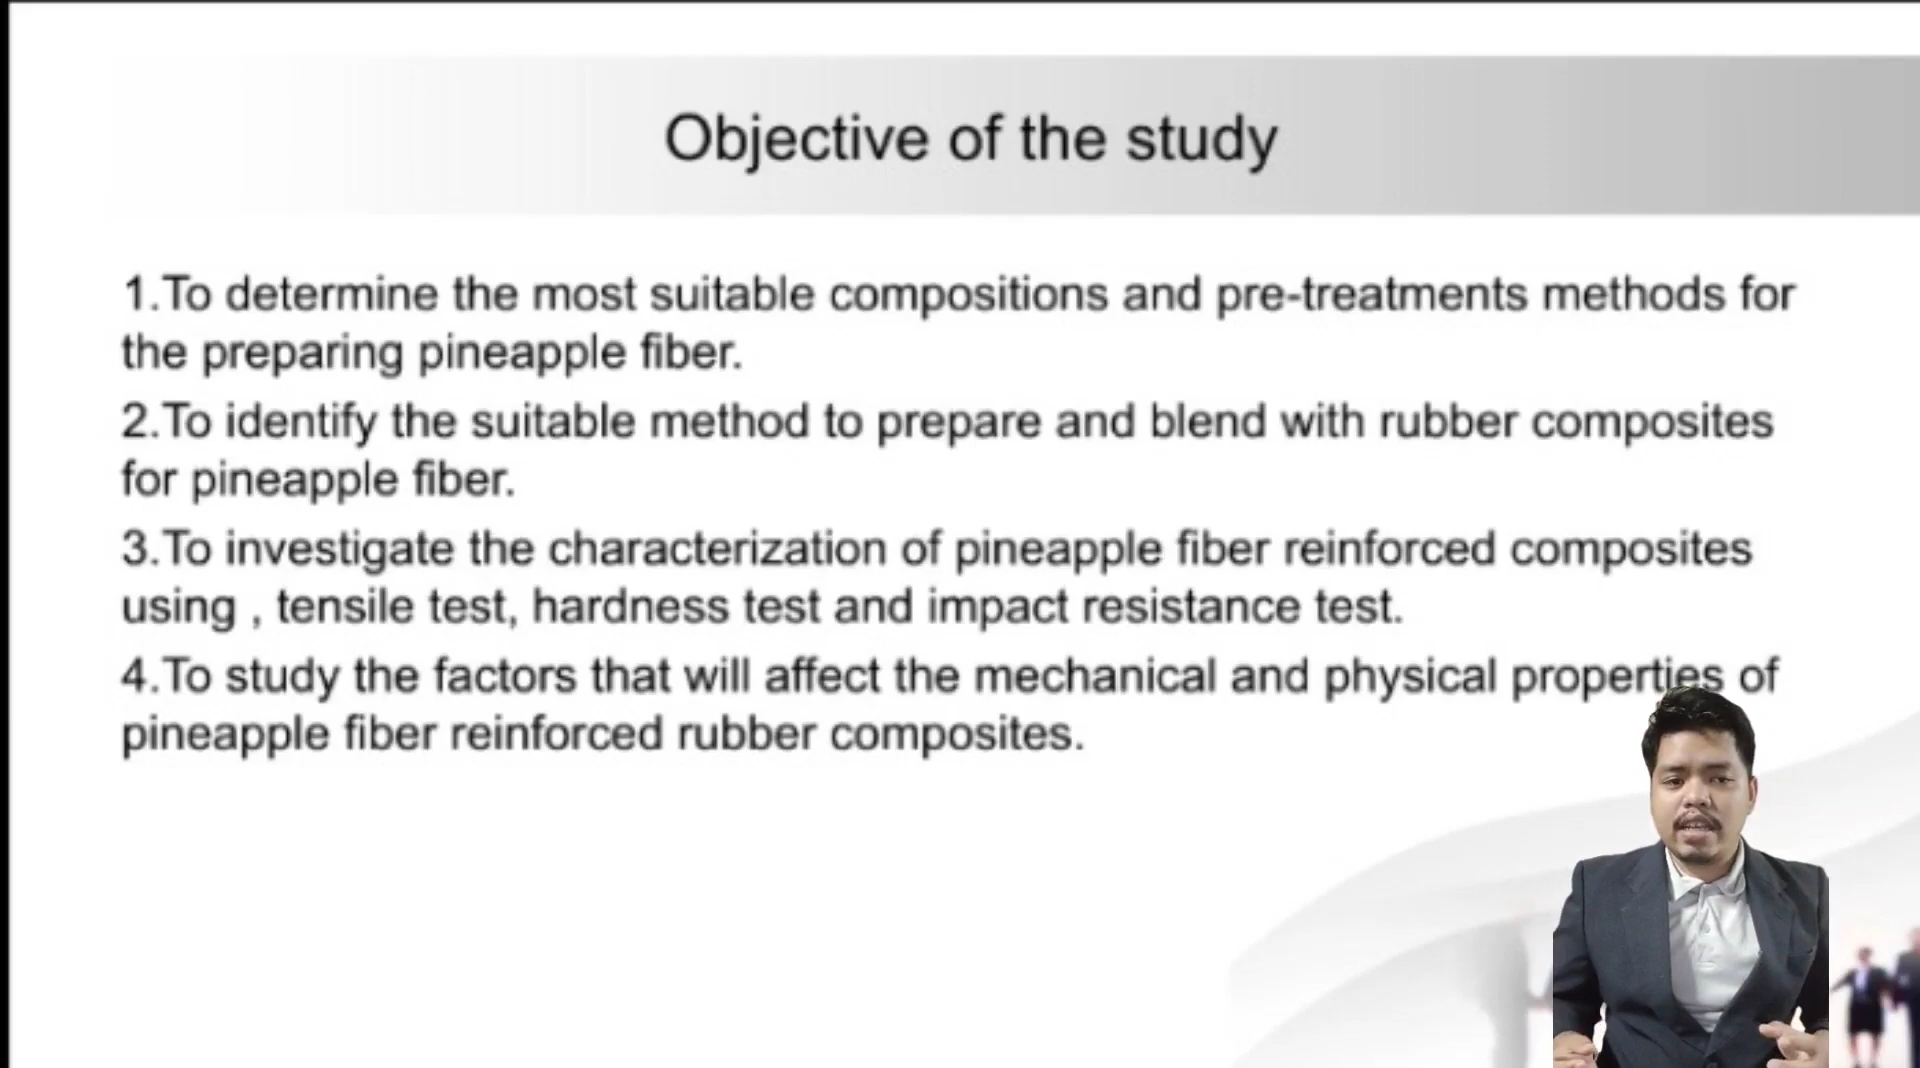 Objective of the study
1.To determine the most suitable compositions and pre-treatments methods for
the preparing pineapple fiber.
2.To identify the suitable method to prepare and blend with rubber composites
for pineapple fiber.
3.To investigate the characterization of pineapple fiber reinforced composites
using , tensile test, hardness test and impact resistance test.
4.To study the factors that will affect the mechanical and physical properties of
pineapple fiber reinforced rubber composites.